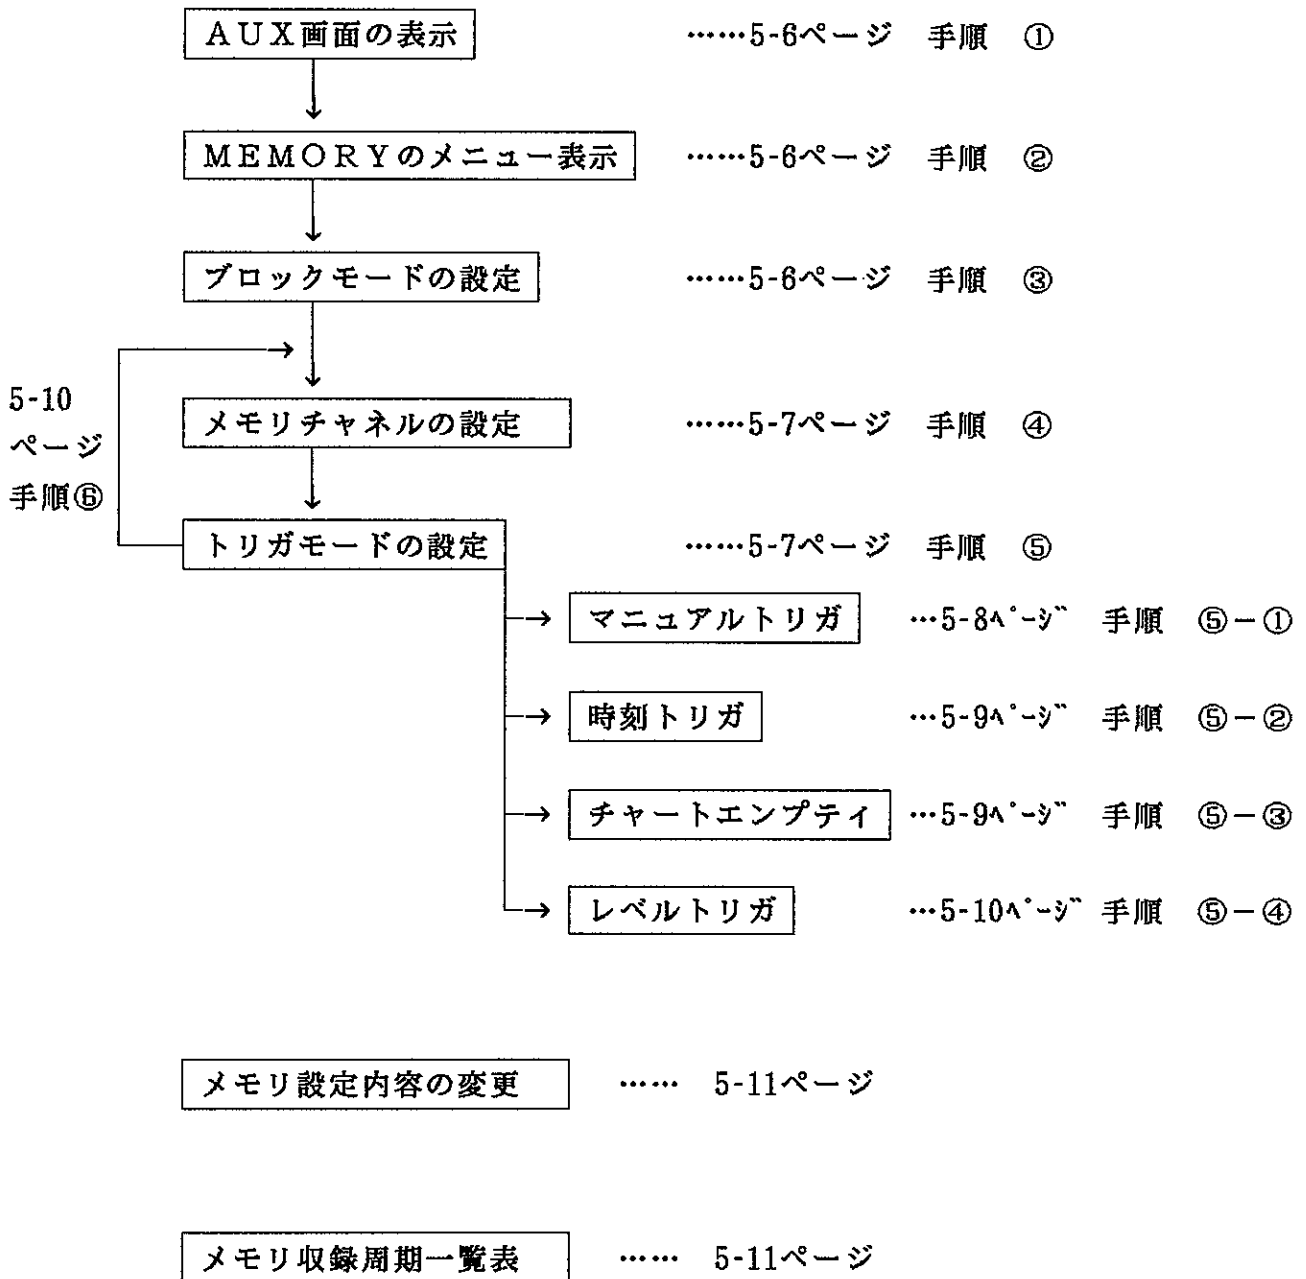 AUX画面の表示 ……5-6ページ 手順 ①
MEMORYのメニュー表示 ……5-6ページ 手順 ②
ブロックモードの設定 ……5-6ページ 手順 ③
5-10
ページ
手順⑥
メモリチャネルの設定 ……5-7ページ 手順 ④
トリガモードの設定 ……5-7ページ 手順 ⑤
マニュアルトリガ …5-8ページ 手順 ⑤-①
時刻トリガ …5-9ページ 手順 ⑤-②
チャートエンプティ …5-9ページ 手順 ⑤-③
レベルトリガ …5-10ページ 手順 ⑤-④
メモリ設定内容の変更 …… 5-11ページ
メモリ収録周期一覧表 …… 5-11ページ